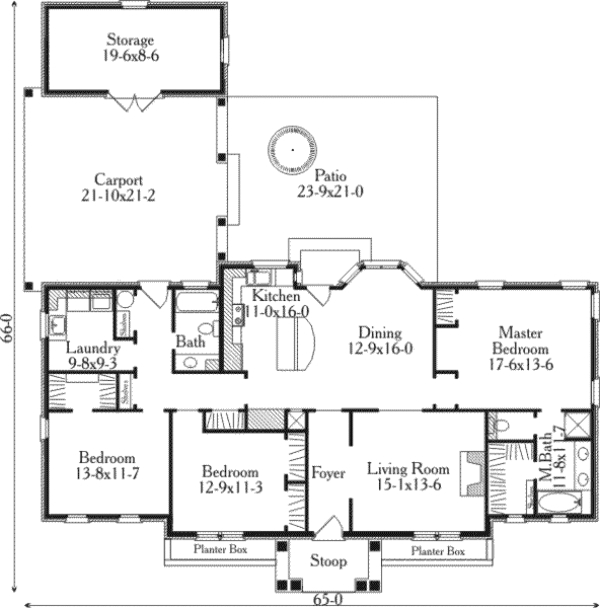 Storage
19-6x8-6
Carport
21-10x21-2
Patio
23-9x21-0
66-0
Kitchen
11-0x16-0
Shelves
Bath
Laundry
9-8x9-3
Dining
12-9x16-0
Master
Bedroom
17-6x13-6
Shelves
Bedroom
13-8x11-7
Bedroom
12-9x11-3
Foyer
Living Room
15-1x13-6
M.Bath
11-8x11-7
Shelves
Planter Box
Stoop
Planter Box
65-0